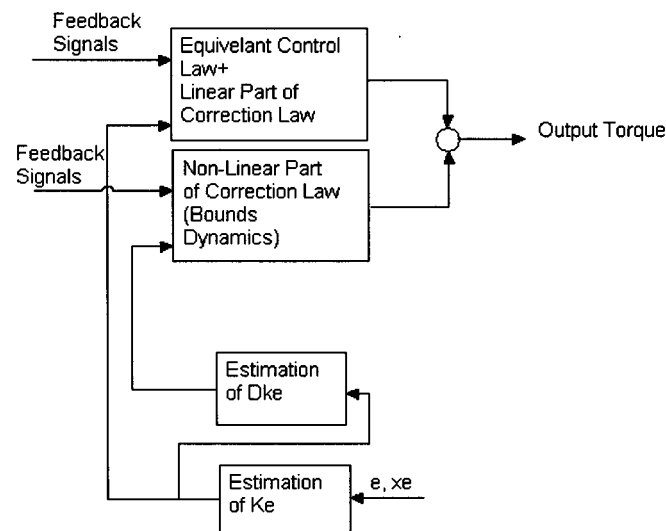 Feedback
Signals
Equivelant Control
Law+
Linear Part of
Correction Law
Output Torque
Feedback
Signals
Non-Linear Part
of Correction Law
(Bounds
Dynamics)
Estimation
of Dke
Estimation
of Ke
e, xe